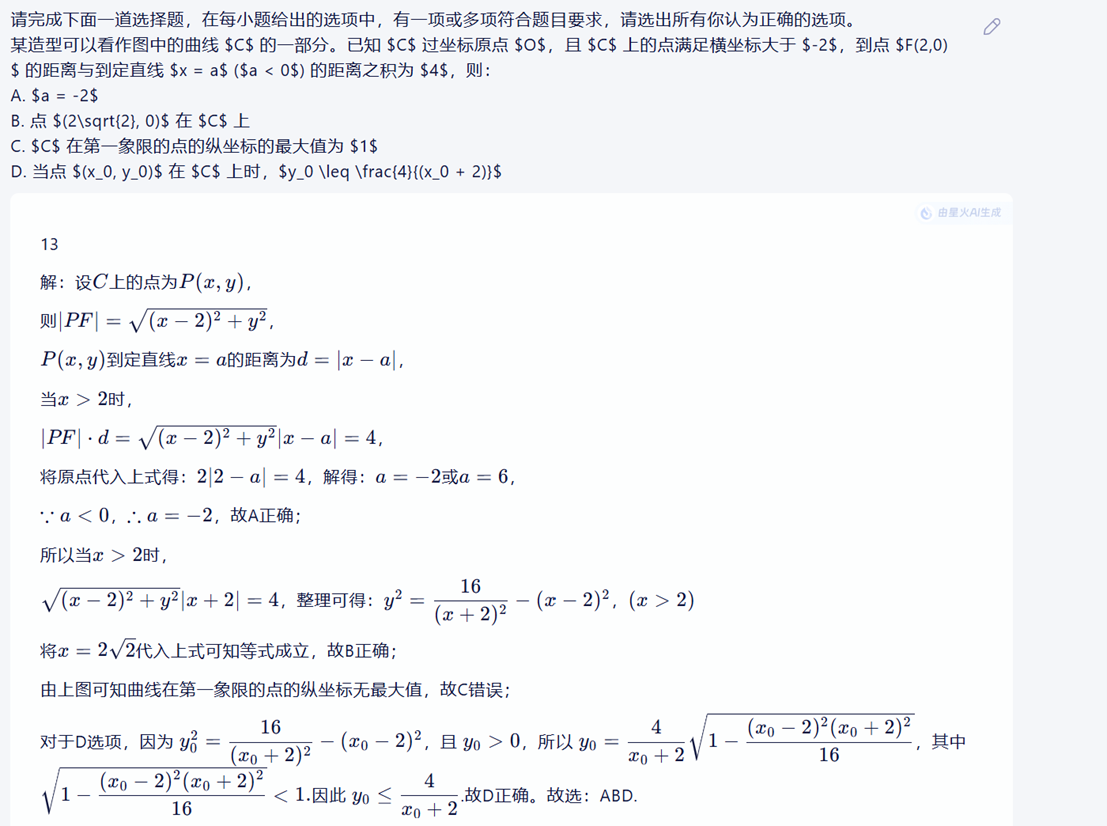 请完成下面一道选择题，在每小题给出的选项中，有一项或多项符合题目要求，请选出所有你认为正确的选项。
某造型可以看作图中的曲线 $C$ 的一部分。已知 $C$ 过坐标原点 $O$，且 $C$ 上的点满足横坐标大于 $-2$，到点 $F(2,0)
$ 的距离与到定直线 $x = a$ ($a < 0$) 的距离之积为 $4$，则：
A. $a = -2$
B. 点 $(2\sqrt{2}, 0)$ 在 $C$ 上
C. $C$ 在第一象限的点的纵坐标的最大值为 $1$
D. 当点 $(x_0, y_0)$ 在 $C$ 上时，$y_0 \leq \frac{4}{(x_0 + 2)}$
由星火AI生成
13
解：设C上的点为P(x, y)，
则|PF| = \sqrt{(x − 2)^2 + y^2}，
P(x, y)到定直线x = a的距离为d = |x − a|，
当x > 2时，
|PF| · d = \sqrt{(x − 2)^2 + y^2}|x − a| = 4，
将原点代入上式得：2|2 − a| = 4，解得：a = −2或a = 6，
∵ a < 0，∴ a = −2，故A正确；
所以当x > 2时，
\sqrt{(x − 2)^2 + y^2}|x + 2| = 4，整理可得：y^2 = \frac{16}{(x + 2)^2} − (x − 2)^2，(x > 2)
将x = 2\sqrt{2}代入上式可知等式成立，故B正确；
由上图可知曲线在第一象限的点的纵坐标无最大值，故C错误；
对于D选项，因为 y_0^2 = \frac{16}{(x_0 + 2)^2} − (x_0 − 2)^2，且 y_0 > 0，所以 y_0 = \frac{4}{x_0 + 2}\sqrt{1 − \frac{(x_0 − 2)^2(x_0 + 2)^2}{16}}，其中
\sqrt{1 − \frac{(x_0 − 2)^2(x_0 + 2)^2}{16}} < 1.因此 y_0 ≤ \frac{4}{x_0 + 2}.故D正确。故选：ABD.